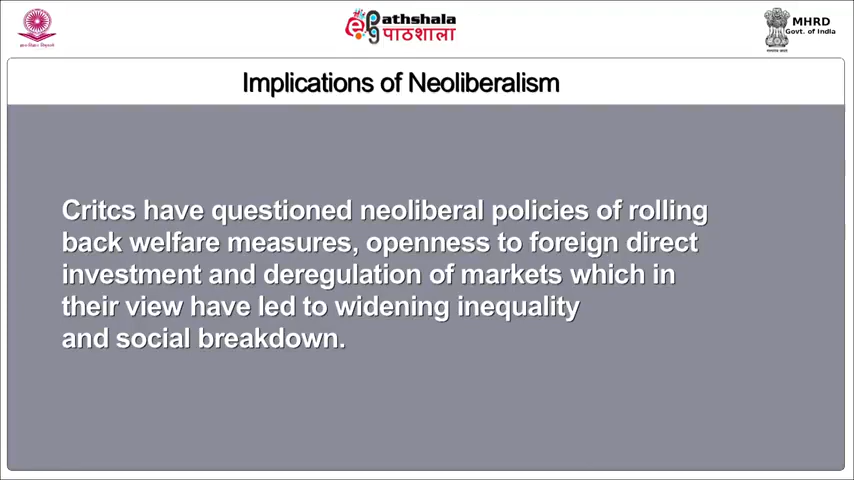 epathshala
पाठशाला
MHRD
Govt. of India
Implications of Neoliberalism
Critcs have questioned neoliberal policies of rolling
back welfare measures, openness to foreign direct
investment and deregulation of markets which in
their view have led to widening inequality
and social breakdown.